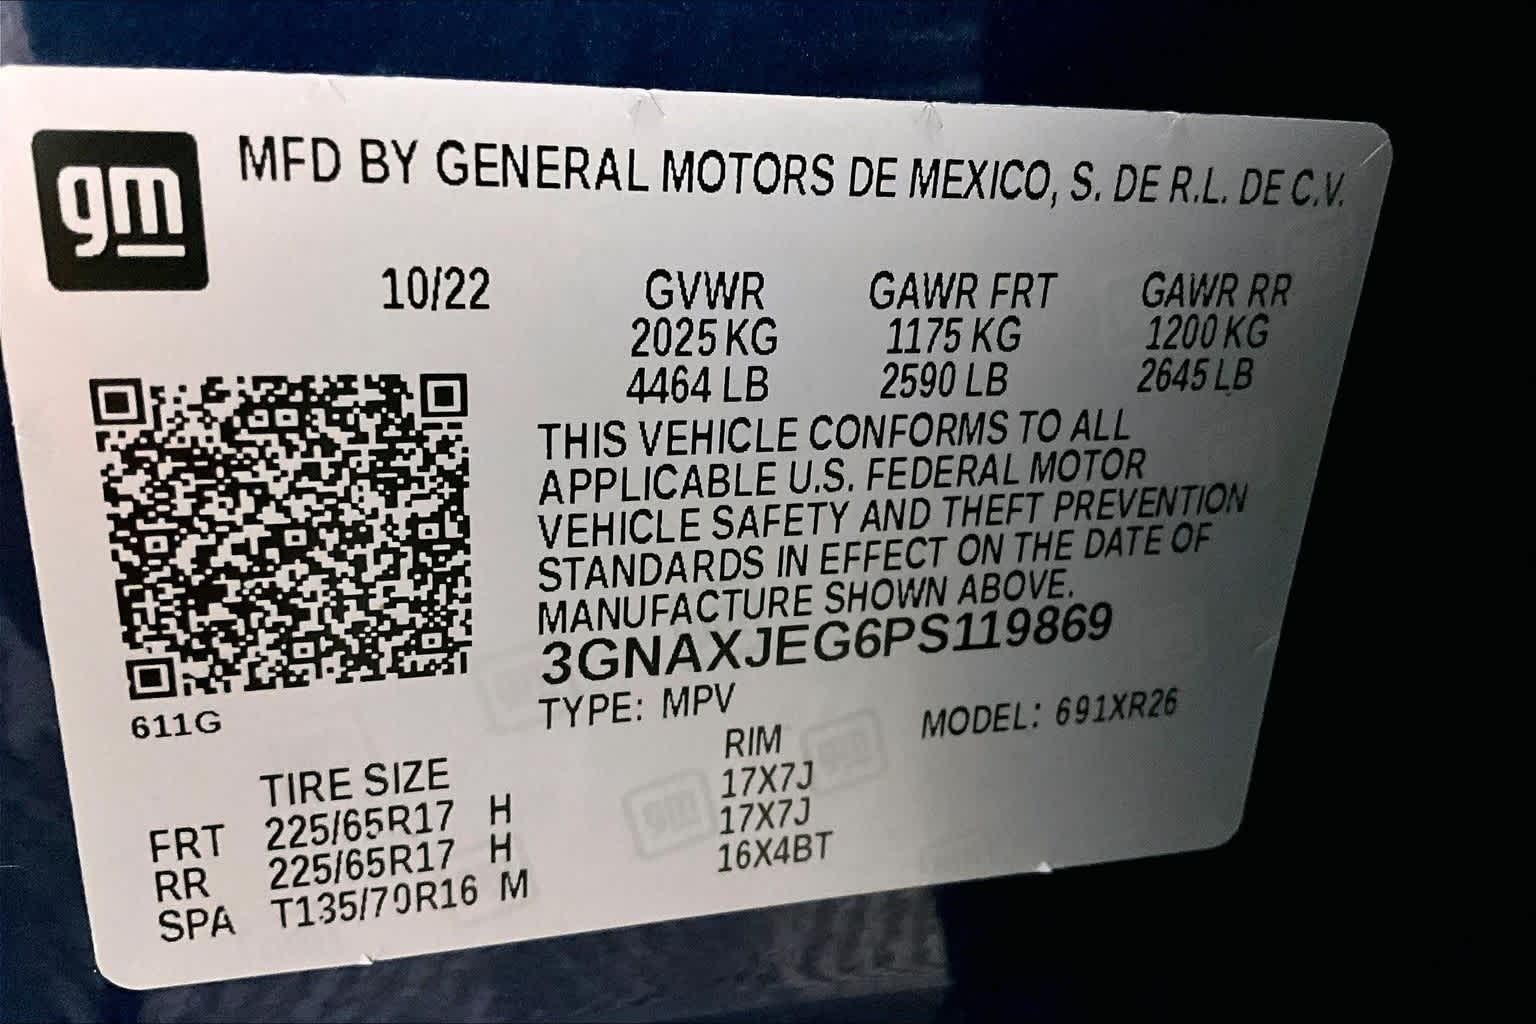 gm
MFD BY GENERAL MOTORS DE MEXICO, S. DE R.L. DE C.V.
10/22 GVWR GAWR FRT GAWR RR
2025 KG 1175 KG 1200 KG
4464 LB 2590 LB 2645 LB
THIS VEHICLE CONFORMS TO ALL
APPLICABLE U.S. FEDERAL MOTOR
VEHICLE SAFETY AND THEFT PREVENTION
STANDARDS IN EFFECT ON THE DATE OF
MANUFACTURE SHOWN ABOVE.
3GNAXJEG6PS119869
611G
TYPE: MPV MODEL: 691XR26
TIRE SIZE RIM
FRT 225/65R17 H 17X7J
RR 225/65R17 H 17X7J
SPA T135/70R16 M 16X4BT
gm
gm